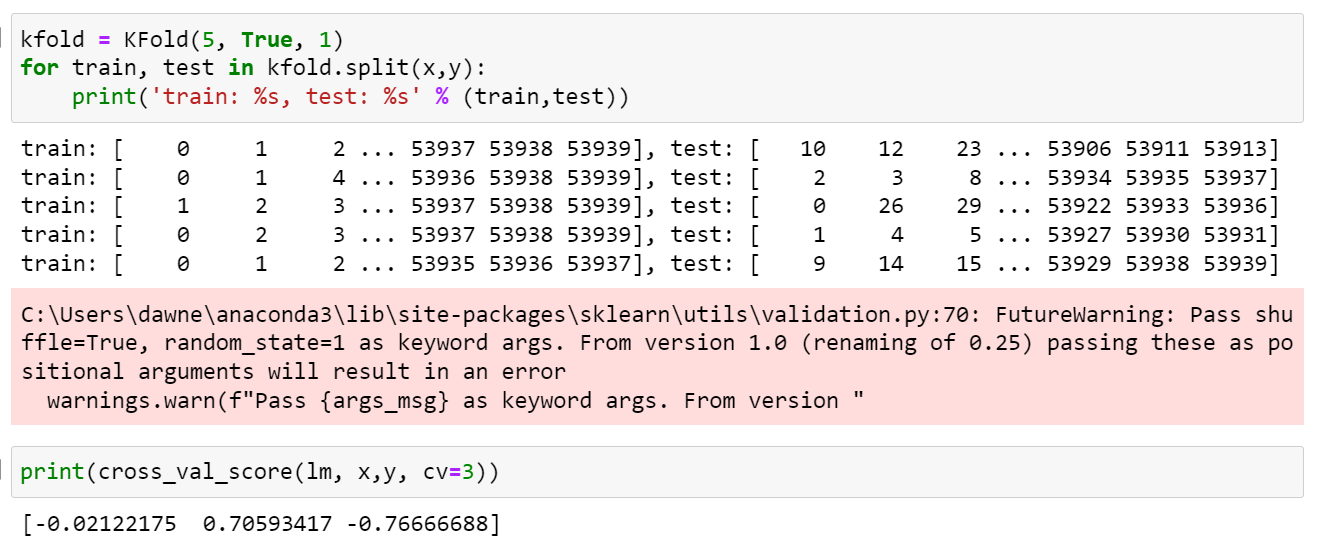 kfold = KFold(5, True, 1)
for train, test in kfold.split(x,y):
    print('train: %s, test: %s' % (train,test))
train: [    0     1     2 ... 53937 53938 53939], test: [   10    12    23 ... 53906 53911 53913]
train: [    0     1     4 ... 53936 53938 53939], test: [    2     3     8 ... 53934 53935 53937]
train: [    1     2     3 ... 53937 53938 53939], test: [    0    26    29 ... 53922 53933 53936]
train: [    0     2     3 ... 53937 53938 53939], test: [    1     4     5 ... 53927 53930 53931]
train: [    0     1     2 ... 53935 53936 53937], test: [    9    14    15 ... 53929 53938 53939]
C:\Users\dawne\anaconda3\lib\site-packages\sklearn\utils\validation.py:70: FutureWarning: Pass shu
ffle=True, random_state=1 as keyword args. From version 1.0 (renaming of 0.25) passing these as po
sitional arguments will result in an error
  warnings.warn(f"Pass {args_msg} as keyword args. From version "
print(cross_val_score(lm, x,y, cv=3))
[-0.02122175  0.70593417 -0.76666688]